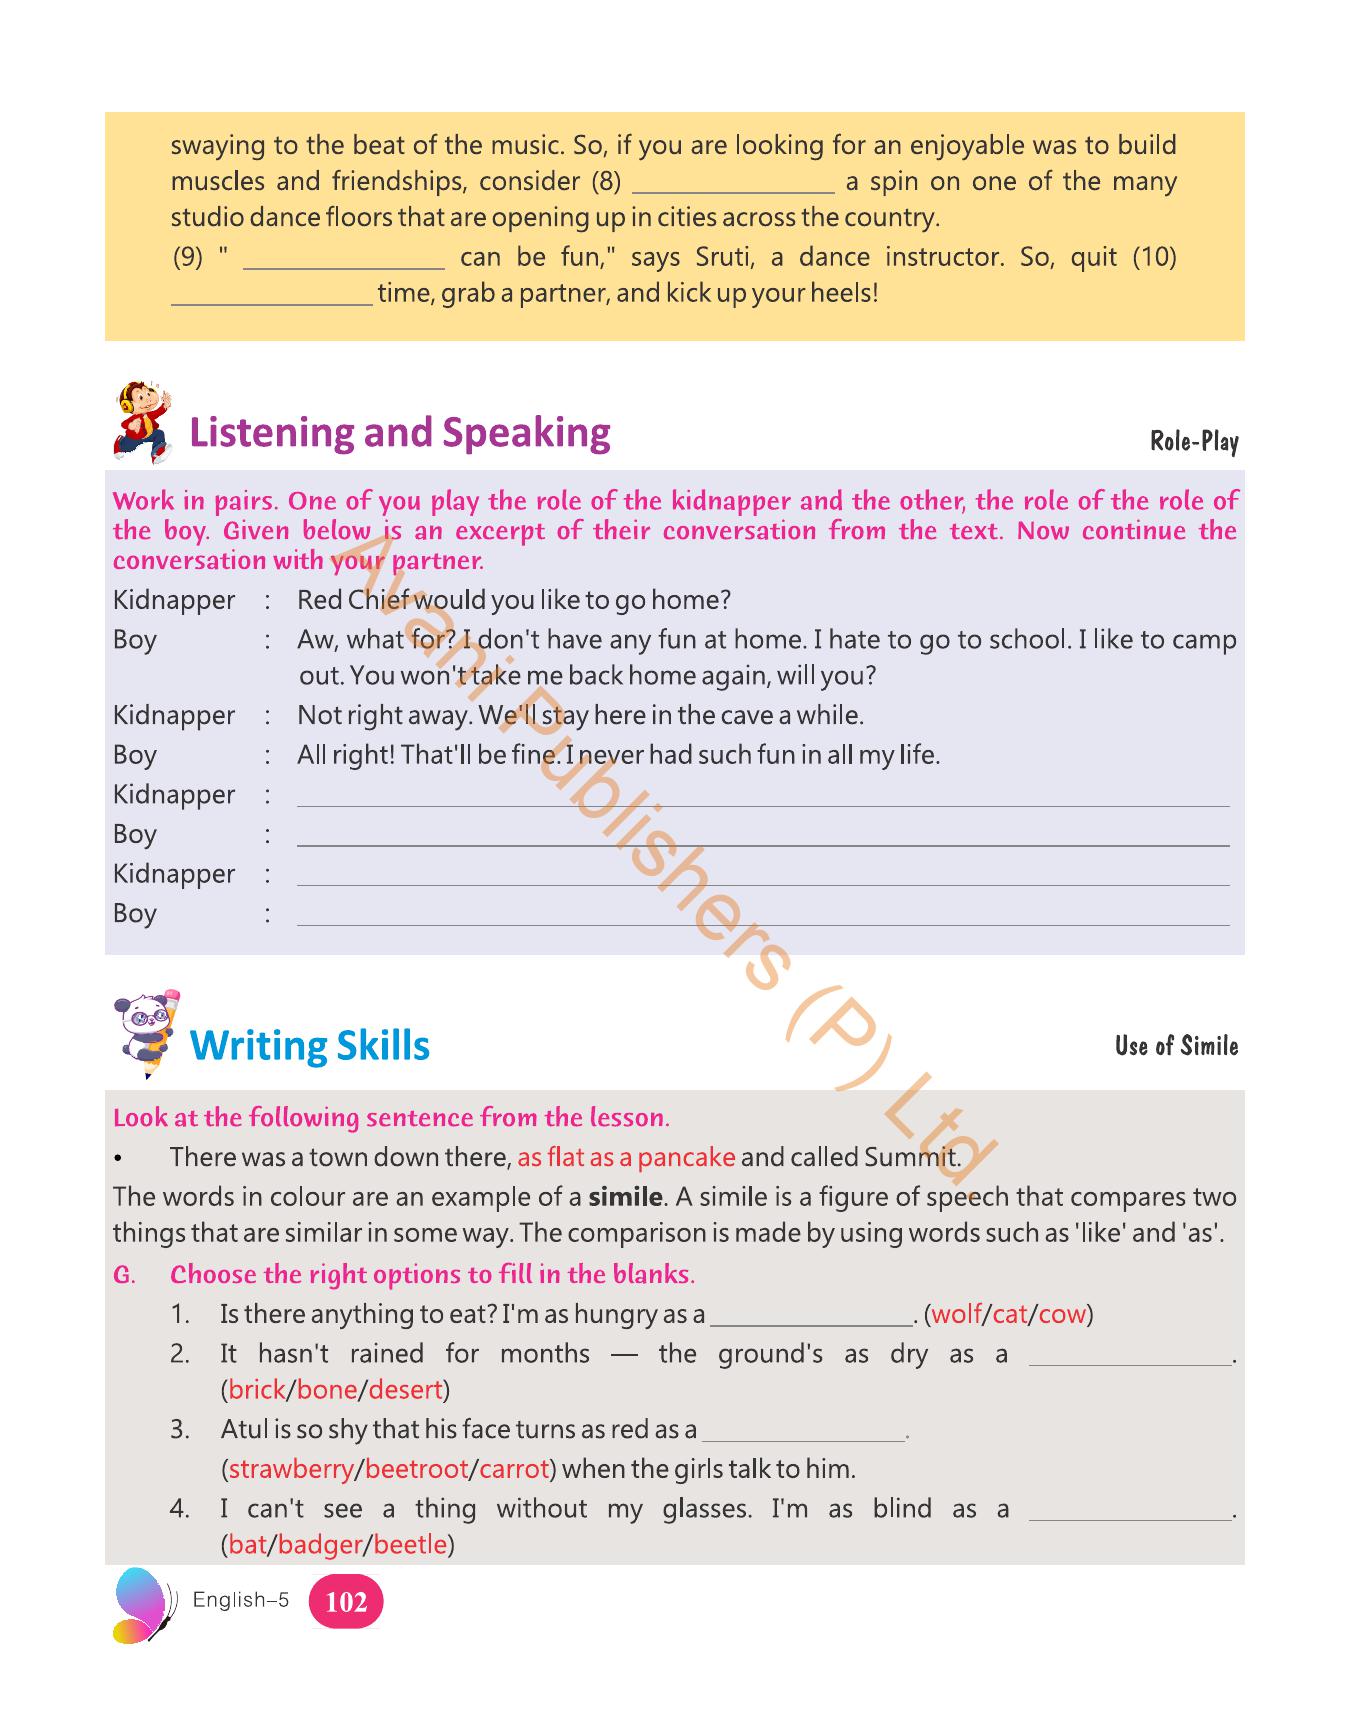 swaying to the beat of the music. So, if you are looking for an enjoyable was to build
muscles and friendships, consider (8) _______________ a spin on one of the many
studio dance floors that are opening up in cities across the country.
(9) " _______________ can be fun," says Sruti, a dance instructor. So, quit (10)
_______________ time, grab a partner, and kick up your heels!
Listening and Speaking
Role-Play
Work in pairs. One of you play the role of the kidnapper and the other, the role of the role of
the boy. Given below is an excerpt of their conversation from the text. Now continue the
conversation with your partner.
Kidnapper : Red Chief would you like to go home?
Boy : Aw, what for? I don't have any fun at home. I hate to go to school. I like to camp
out. You won't take me back home again, will you?
Kidnapper : Not right away. We'll stay here in the cave a while.
Boy : All right! That'll be fine. I never had such fun in all my life.
Kidnapper : _______________
Boy : _______________
Kidnapper : _______________
Boy : _______________
Avani Publishers (P) Ltd.
Writing Skills
Use of Simile
Look at the following sentence from the lesson.
• There was a town down there, as flat as a pancake and called Summit.
The words in colour are an example of a simile. A simile is a figure of speech that compares two
things that are similar in some way. The comparison is made by using words such as 'like' and 'as'.
G. Choose the right options to fill in the blanks.
1. Is there anything to eat? I'm as hungry as a _______________. (wolf/cat/cow)
2. It hasn't rained for months — the ground's as dry as a _______________.
(brick/bone/desert)
3. Atul is so shy that his face turns as red as a _______________.
(strawberry/beetroot/carrot) when the girls talk to him.
4. I can't see a thing without my glasses. I'm as blind as a _______________.
(bat/badger/beetle)
English–5 102